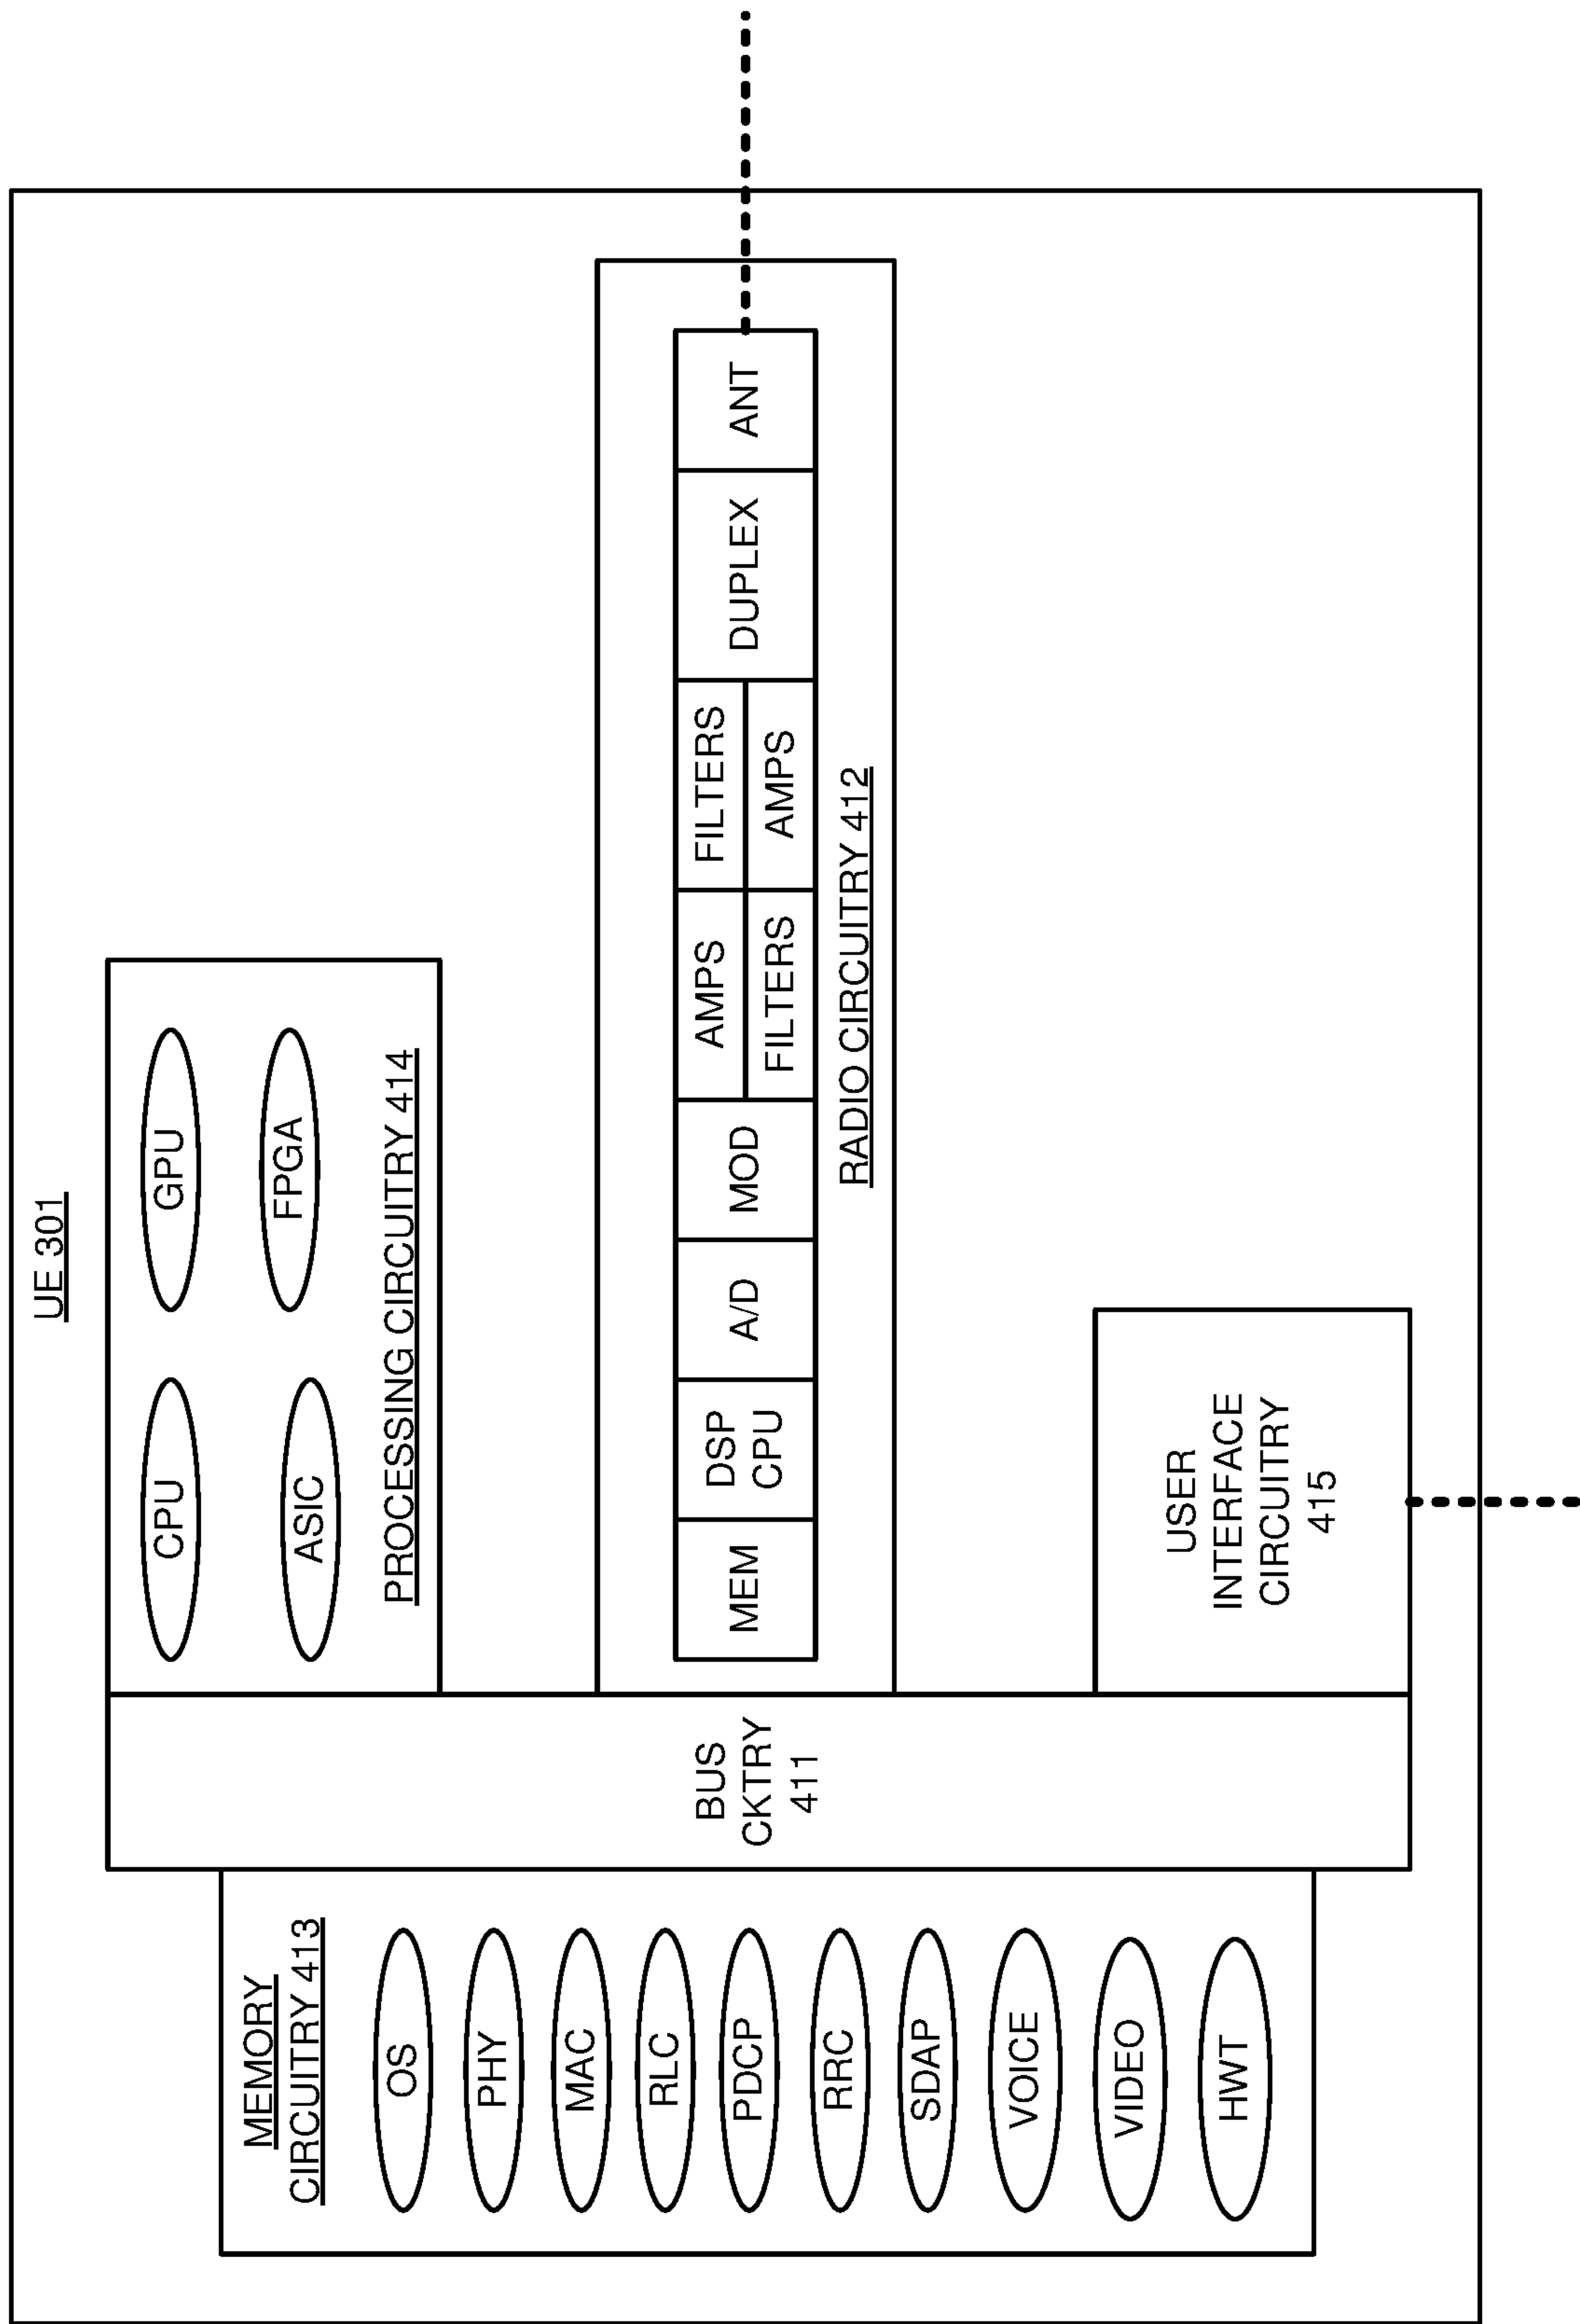 UE 301
MEMORY
CIRCUITRY 413
OS
PHY
MAC
RLC
PDCP
RRC
SDAP
VOICE
VIDEO
HWT
BUS
CKTRY
411
CPU
GPU
ASIC
FPGA
PROCESSING CIRCUITRY 414
MEM
DSP
CPU
A/D
MOD
AMPS
FILTERS
FILTERS
AMPS
DUPLEX
ANT
RADIO CIRCUITRY 412
USER
INTERFACE
CIRCUITRY
415